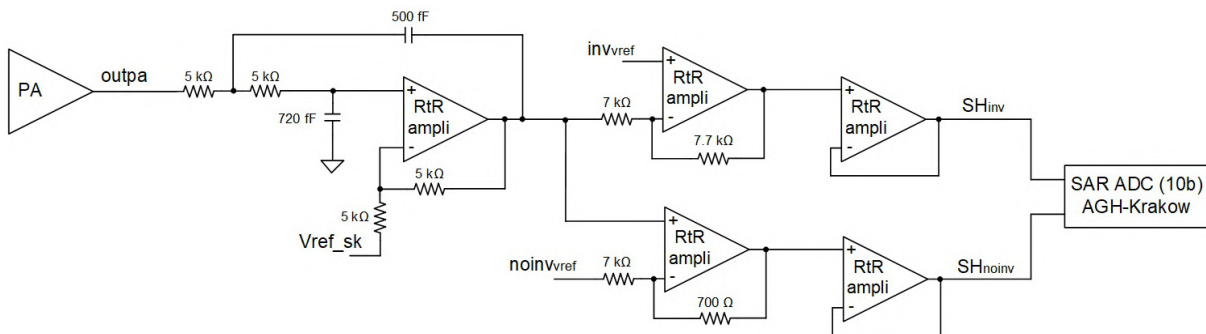 500 fF
PA
outpa
5 kΩ
5 kΩ
720 fF
+
RtR
ampli
-
5 kΩ
5 kΩ
Vref_sk
invvref
+
RtR
ampli
-
7 kΩ
7.7 kΩ
+
RtR
ampli
-
SHinv
noinvvref
7 kΩ
+
RtR
ampli
-
700 Ω
+
RtR
ampli
-
SHnoinv
SAR ADC (10b)
AGH-Krakow